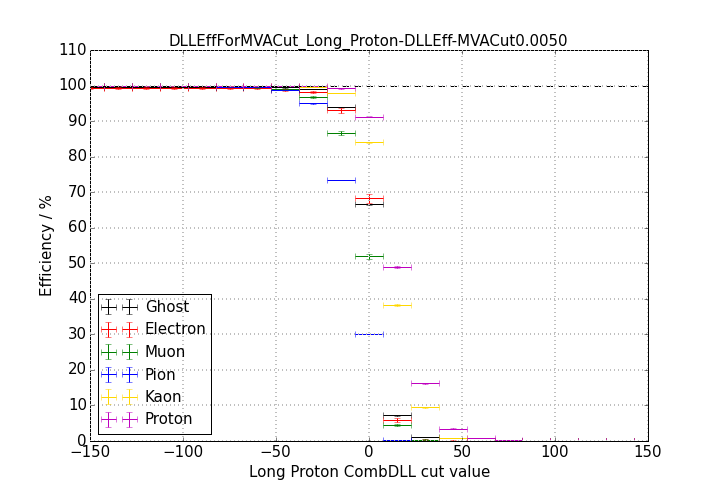 DLLEffForMVACut_Long_Proton-DLLEff-MVACut0.0050
110
100
90
80
70
60
50
40
30
20
10
0
Efficiency / %
Ghost
Electron
Muon
Pion
Kaon
Proton
−150 −100 −50 0 50 100 150
Long Proton CombDLL cut value